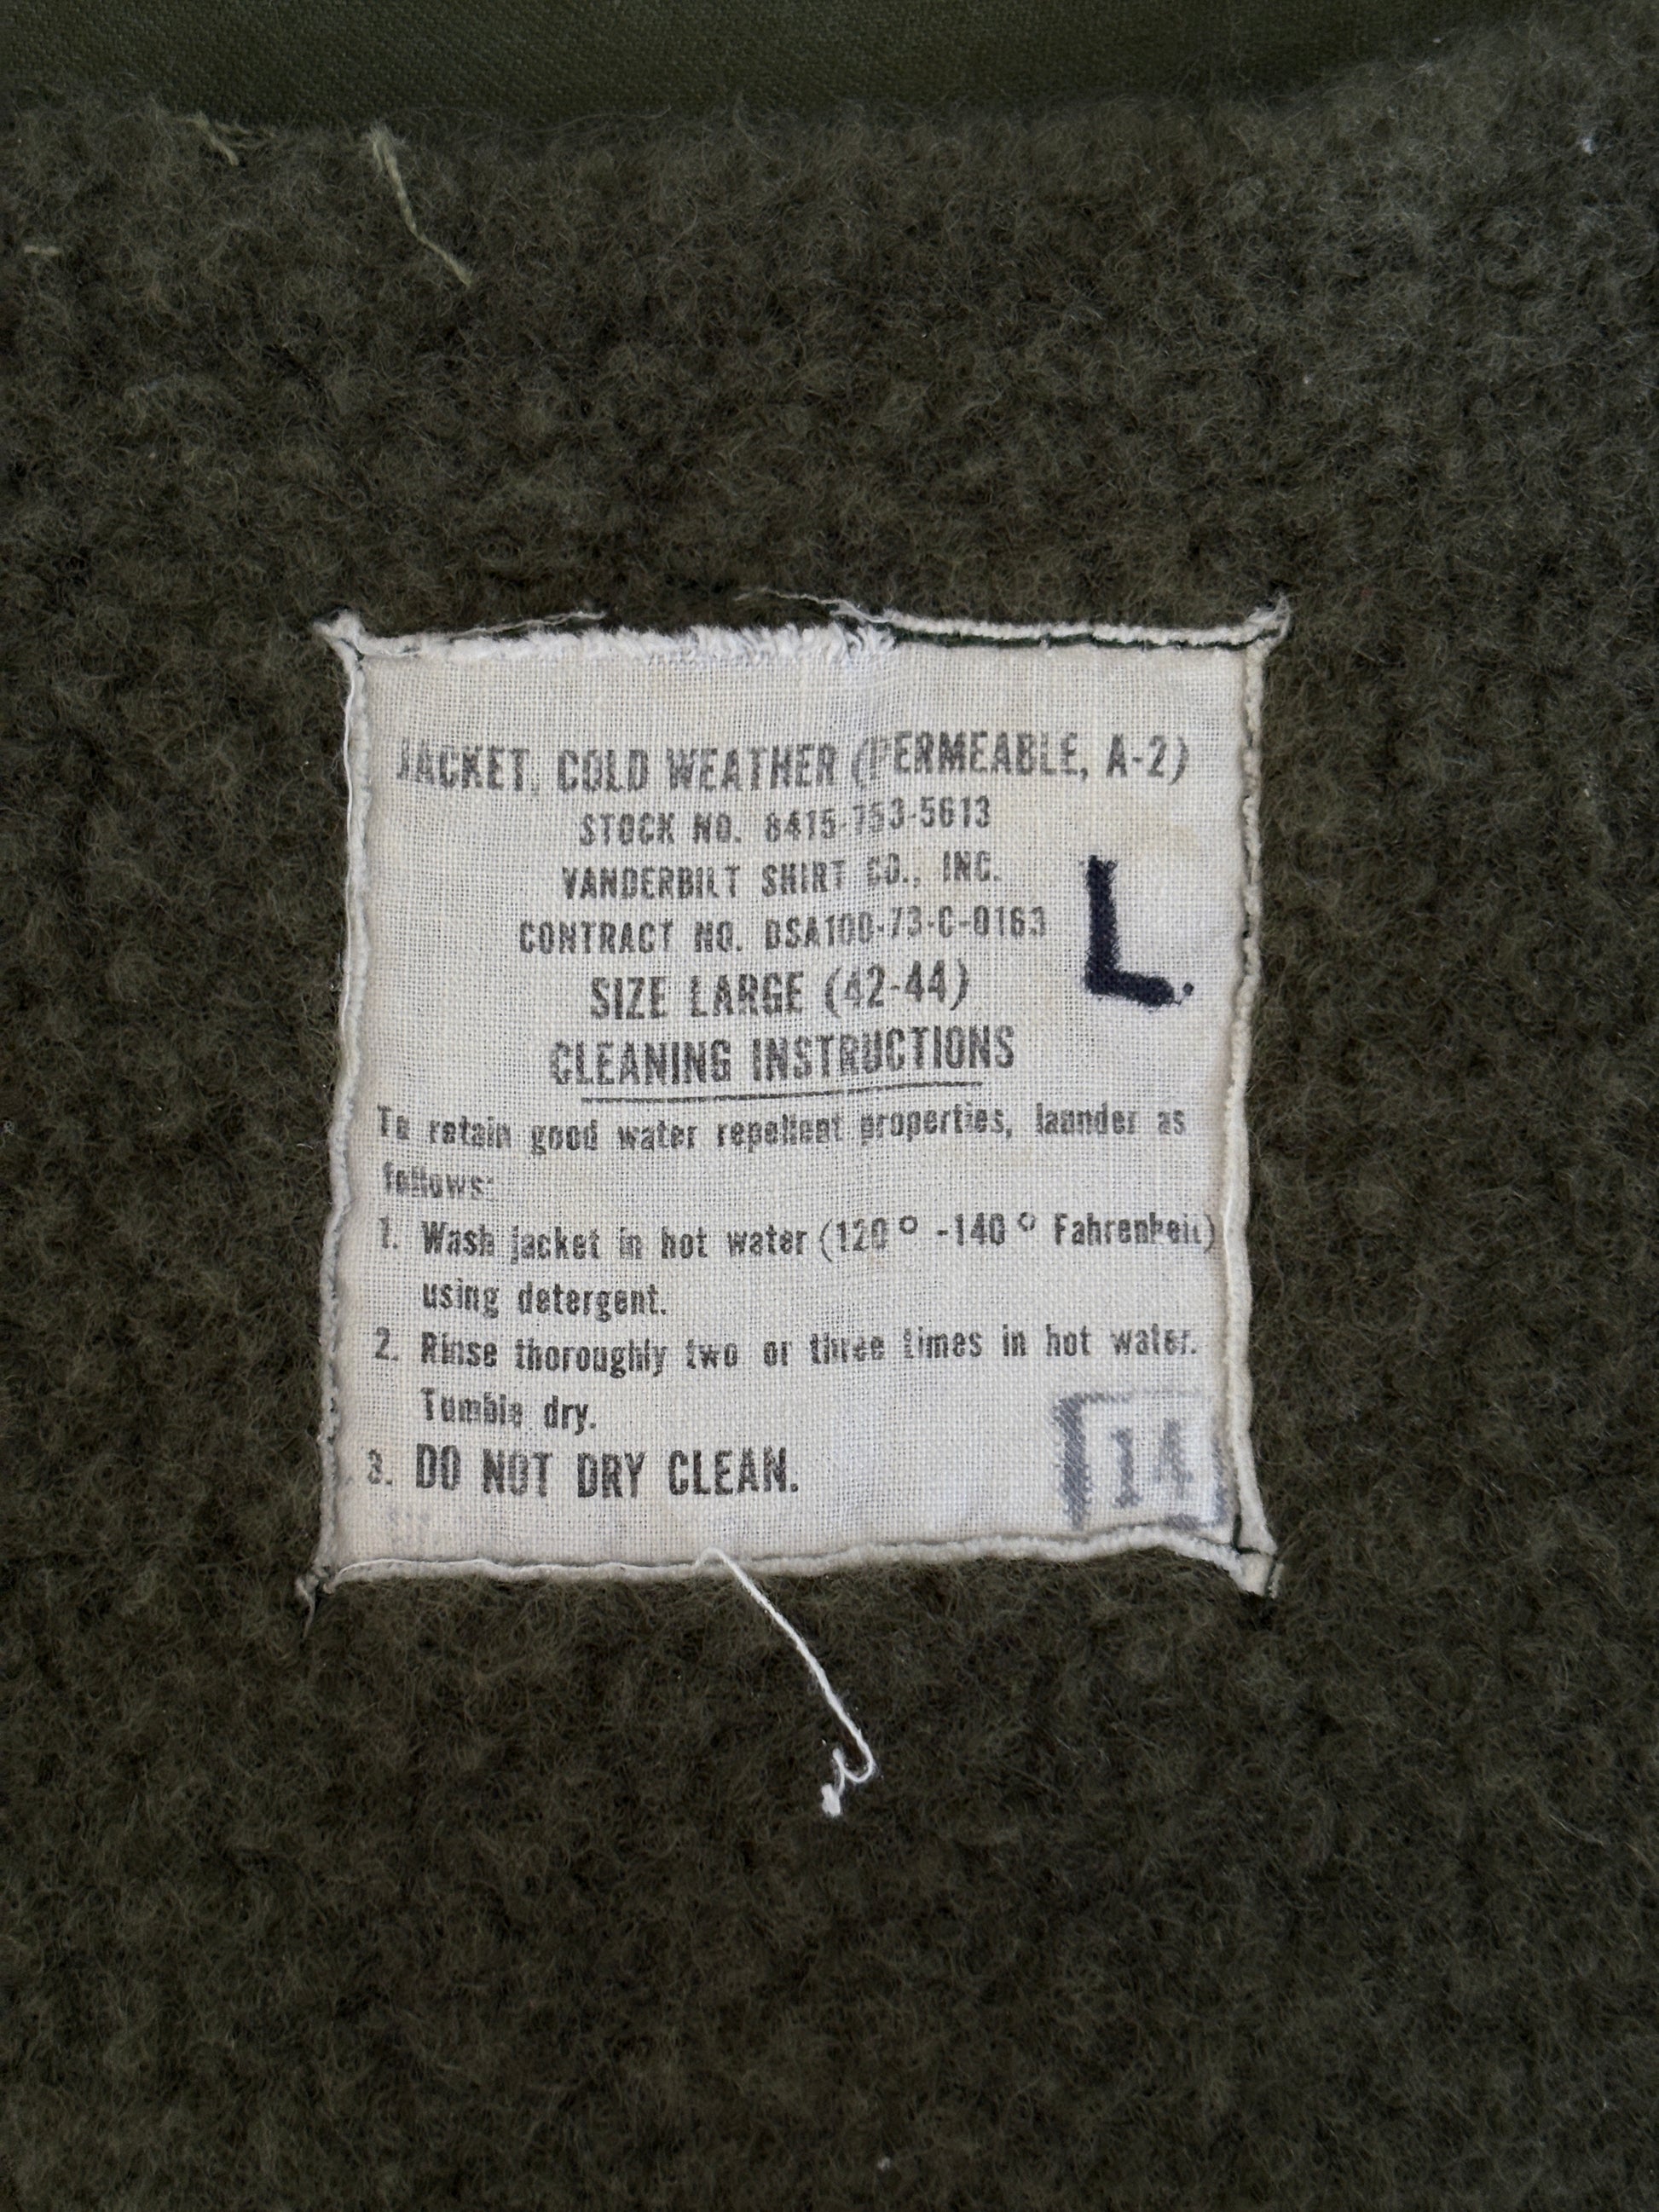 JACKET, COLD WEATHER (PERMEABLE, A-2)
STOCK NO. 8415-753-5613
VANDERBILT SHIRT CO., INC.
CONTRACT NO. DSA100-73-C-0163
L
SIZE LARGE (42-44)
CLEANING INSTRUCTIONS
To retain good water repellent properties, launder as
follows:
1. Wash jacket in hot water (120° -140° Fahrenheit)
using detergent.
2. Rinse thoroughly two or three times in hot water.
Tumble dry.
3. DO NOT DRY CLEAN.
14